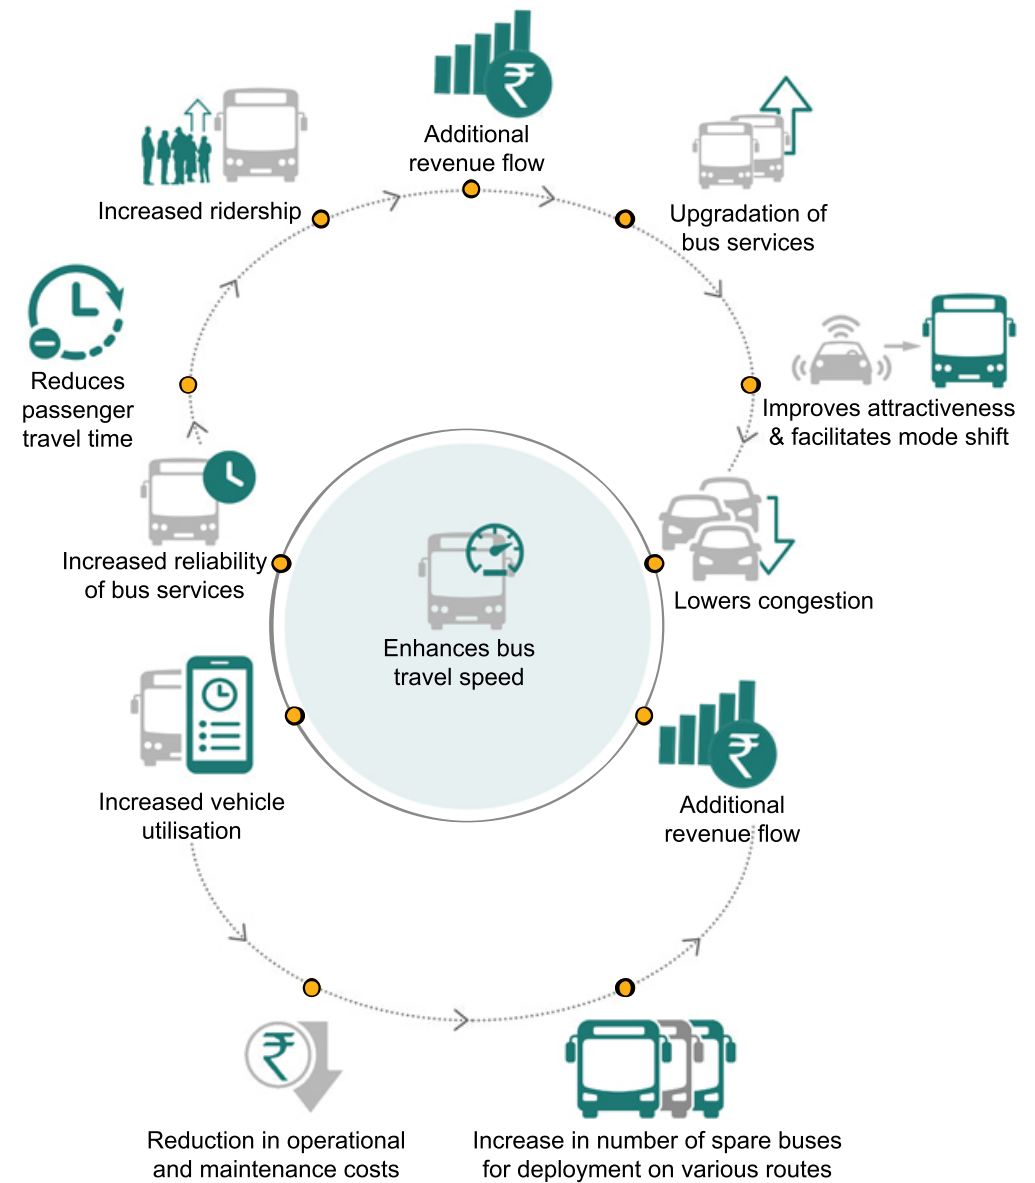 Additional
revenue flow
Increased ridership
Upgradation of
bus services
Reduces
passenger
travel time
Improves attractiveness
& facilitates mode shift
Increased reliability
of bus services
Lowers congestion
Enhances bus
travel speed
Increased vehicle
utilisation
Additional
revenue flow
Reduction in operational
and maintenance costs
Increase in number of spare buses
for deployment on various routes